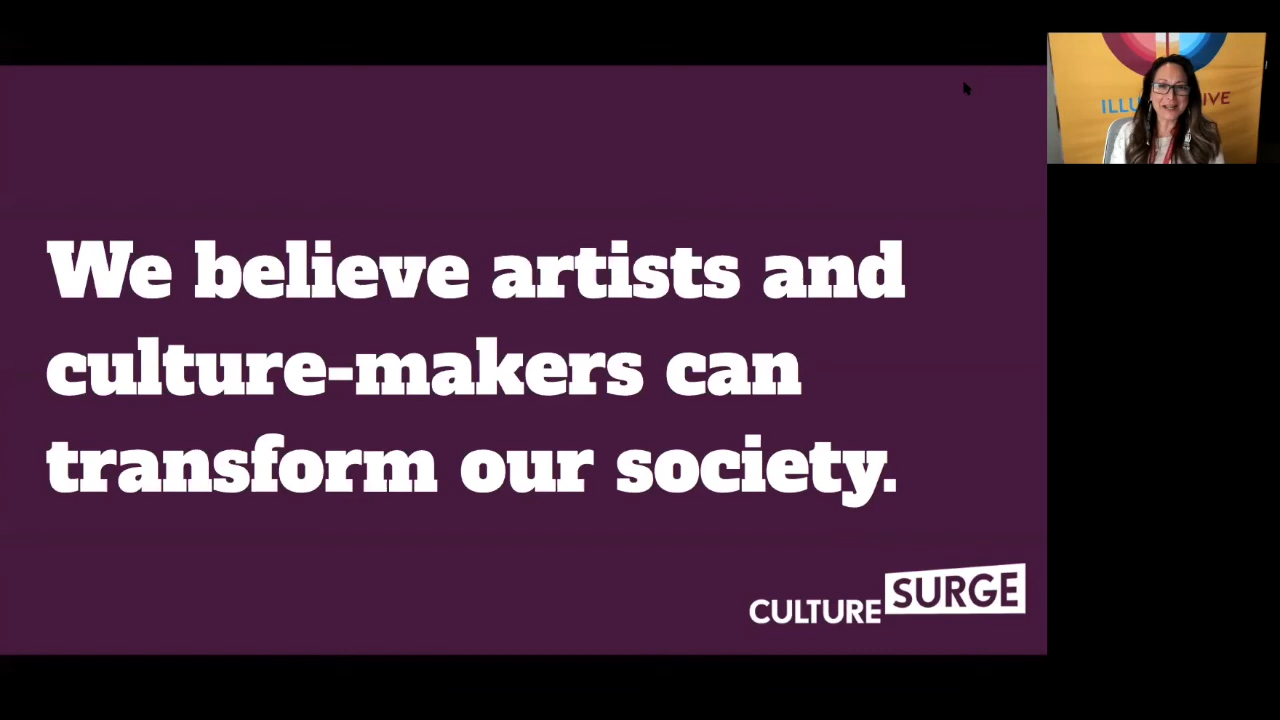 We believe artists and
culture-makers can
transform our society.
CULTURE SURGE